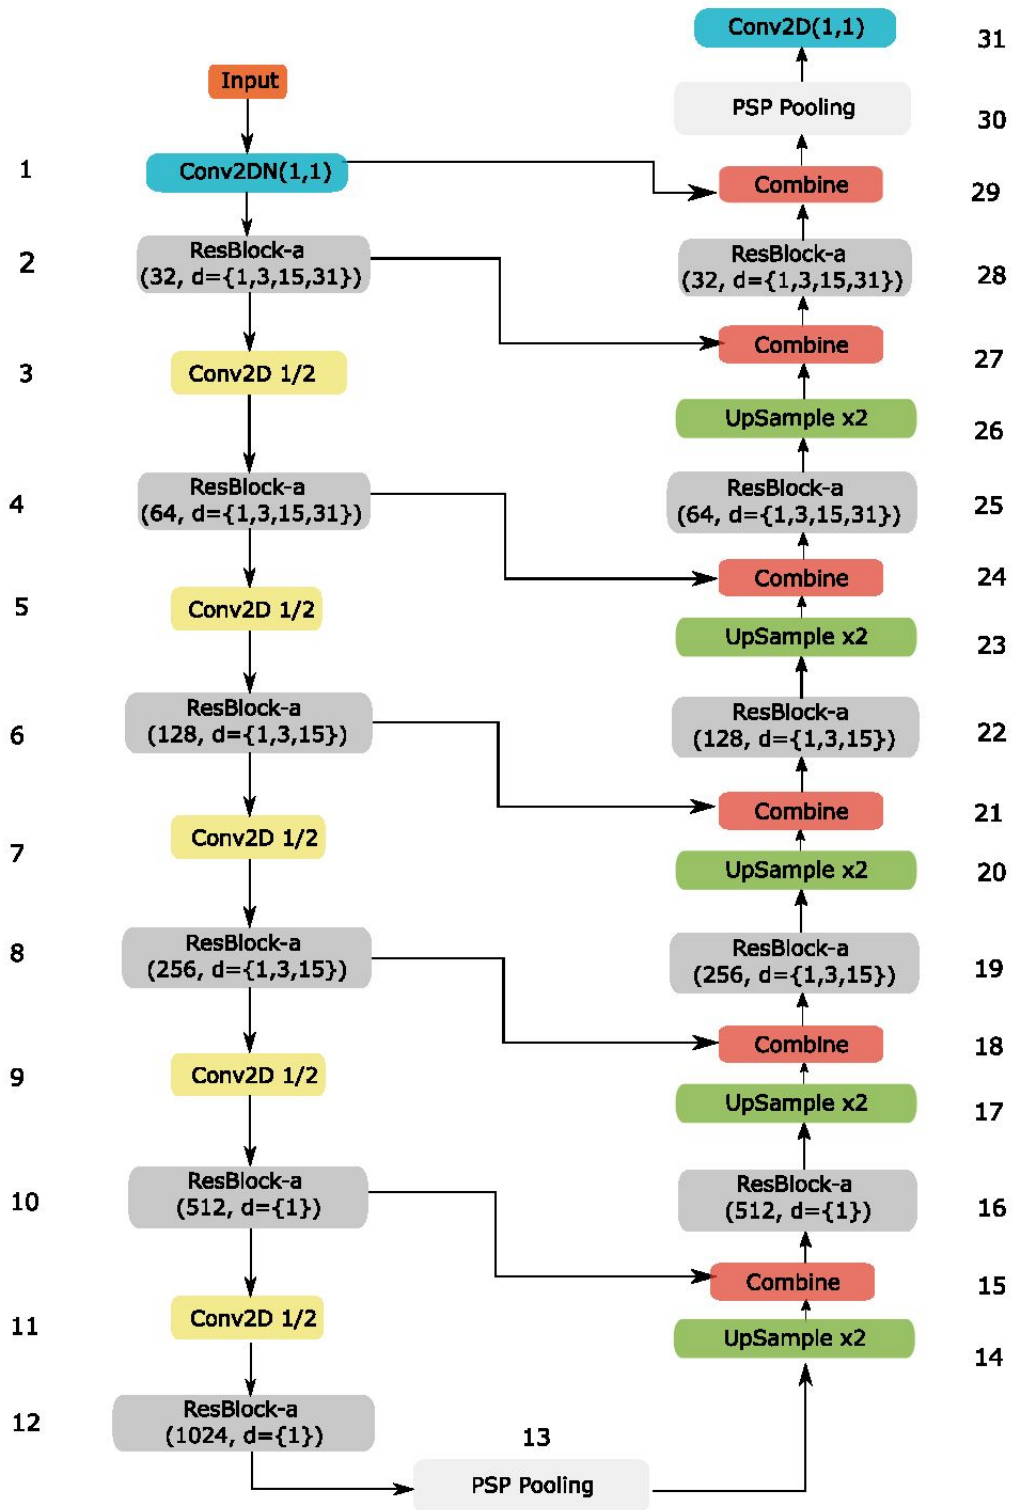 Input
1
Conv2DN(1,1)
2
ResBlock-a
(32, d={1,3,15,31})
3
Conv2D 1/2
4
ResBlock-a
(64, d={1,3,15,31})
5
Conv2D 1/2
6
ResBlock-a
(128, d={1,3,15})
7
Conv2D 1/2
8
ResBlock-a
(256, d={1,3,15})
9
Conv2D 1/2
10
ResBlock-a
(512, d={1})
11
Conv2D 1/2
12
ResBlock-a
(1024, d={1})
13
PSP Pooling
Conv2D(1,1)
31
PSP Pooling
30
Combine
29
ResBlock-a
(32, d={1,3,15,31})
28
Combine
27
UpSample x2
26
ResBlock-a
(64, d={1,3,15,31})
25
Combine
24
UpSample x2
23
ResBlock-a
(128, d={1,3,15})
22
Combine
21
UpSample x2
20
ResBlock-a
(256, d={1,3,15})
19
Combine
18
UpSample x2
17
ResBlock-a
(512, d={1})
16
Combine
15
UpSample x2
14